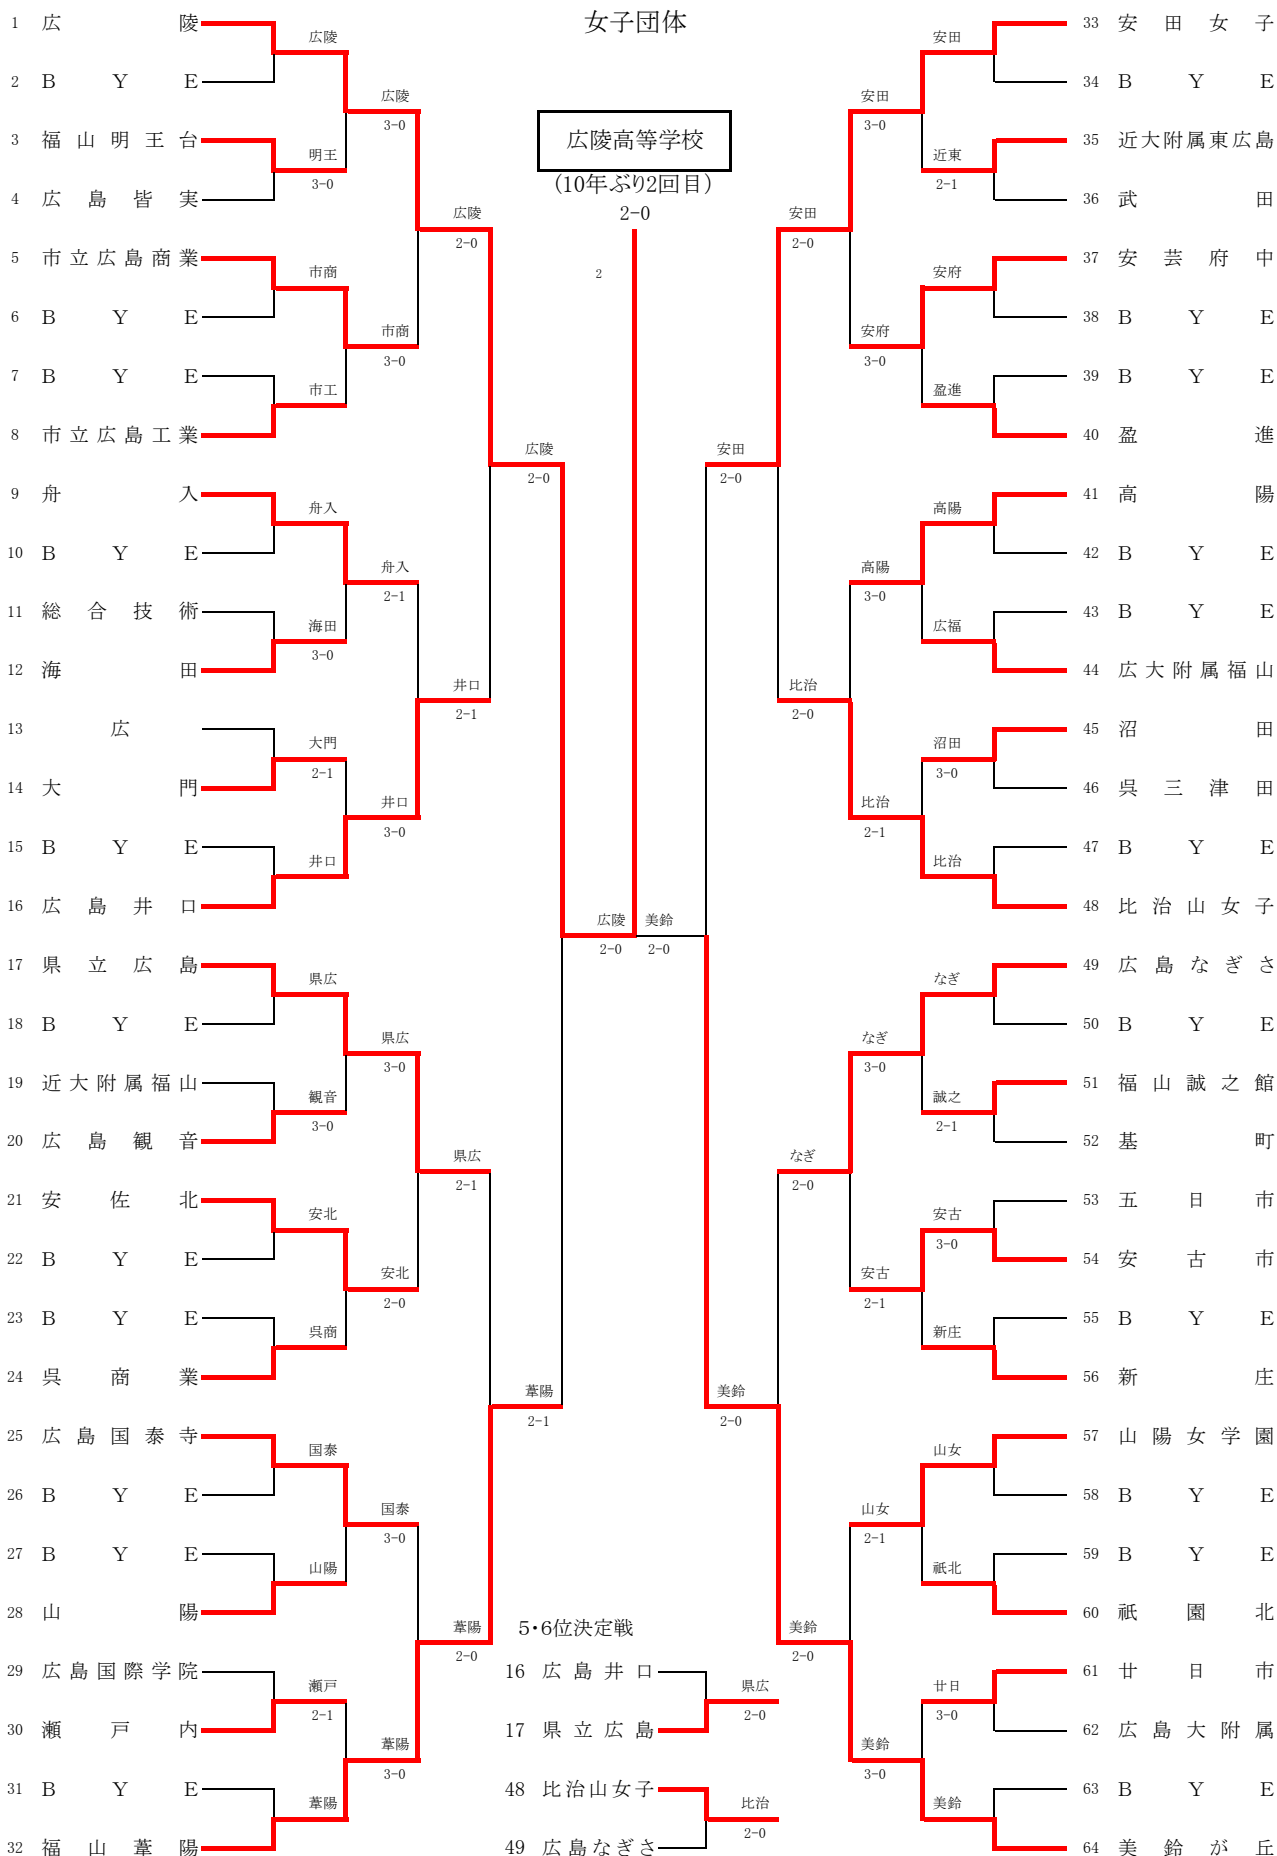 女子団体
広陵高等学校
(10年ぶり2回目)
2-0
2
1 広陵
2 BYE
3 福山明王台
4 広島皆実
5 市立広島商業
6 BYE
7 BYE
8 市立広島工業
9 舟入
10 BYE
11 総合技術
12 海田
13 広
14 大門
15 BYE
16 広島井口
17 県立広島
18 BYE
19 近大附属福山
20 広島観音
21 安佐北
22 BYE
23 BYE
24 呉商業
25 広島国泰寺
26 BYE
27 BYE
28 山陽
29 広島国際学院
30 瀬戸内
31 BYE
32 福山葦陽
広陵
明王
3-0
市商
市工
舟入
海田
3-0
大門
2-1
井口
県広
観音
3-0
安北
呉商
国泰
山陽
瀬戸
2-1
葦陽
広陵
3-0
市商
3-0
舟入
2-1
井口
3-0
県広
3-0
安北
2-0
国泰
3-0
葦陽
3-0
広陵
2-0
井口
2-1
県広
2-1
葦陽
2-0
広陵
2-0
葦陽
2-1
広陵
2-0
美鈴
2-0
安田
2-0
美鈴
2-0
安田
2-0
比治
2-0
なぎ
2-0
美鈴
2-0
安田
3-0
安府
3-0
高陽
3-0
比治
2-1
なぎ
3-0
安古
2-1
山女
2-1
美鈴
3-0
安田
近東
2-1
安府
盈進
高陽
広福
沼田
3-0
比治
なぎ
誠之
2-1
安古
3-0
新庄
山女
祇北
廿日
3-0
美鈴
33 安田女子
34 BYE
35 近大附属東広島
36 武田
37 安芸府中
38 BYE
39 BYE
40 盈進
41 高陽
42 BYE
43 BYE
44 広大附属福山
45 沼田
46 呉三津田
47 BYE
48 比治山女子
49 広島なぎさ
50 BYE
51 福山誠之館
52 基町
53 五日市
54 安古市
55 BYE
56 新庄
57 山陽女学園
58 BYE
59 BYE
60 祇園北
61 廿日市
62 広島大附属
63 BYE
64 美鈴が丘
5・6位決定戦
16 広島井口
17 県立広島
県広
2-0
48 比治山女子
49 広島なぎさ
比治
2-0